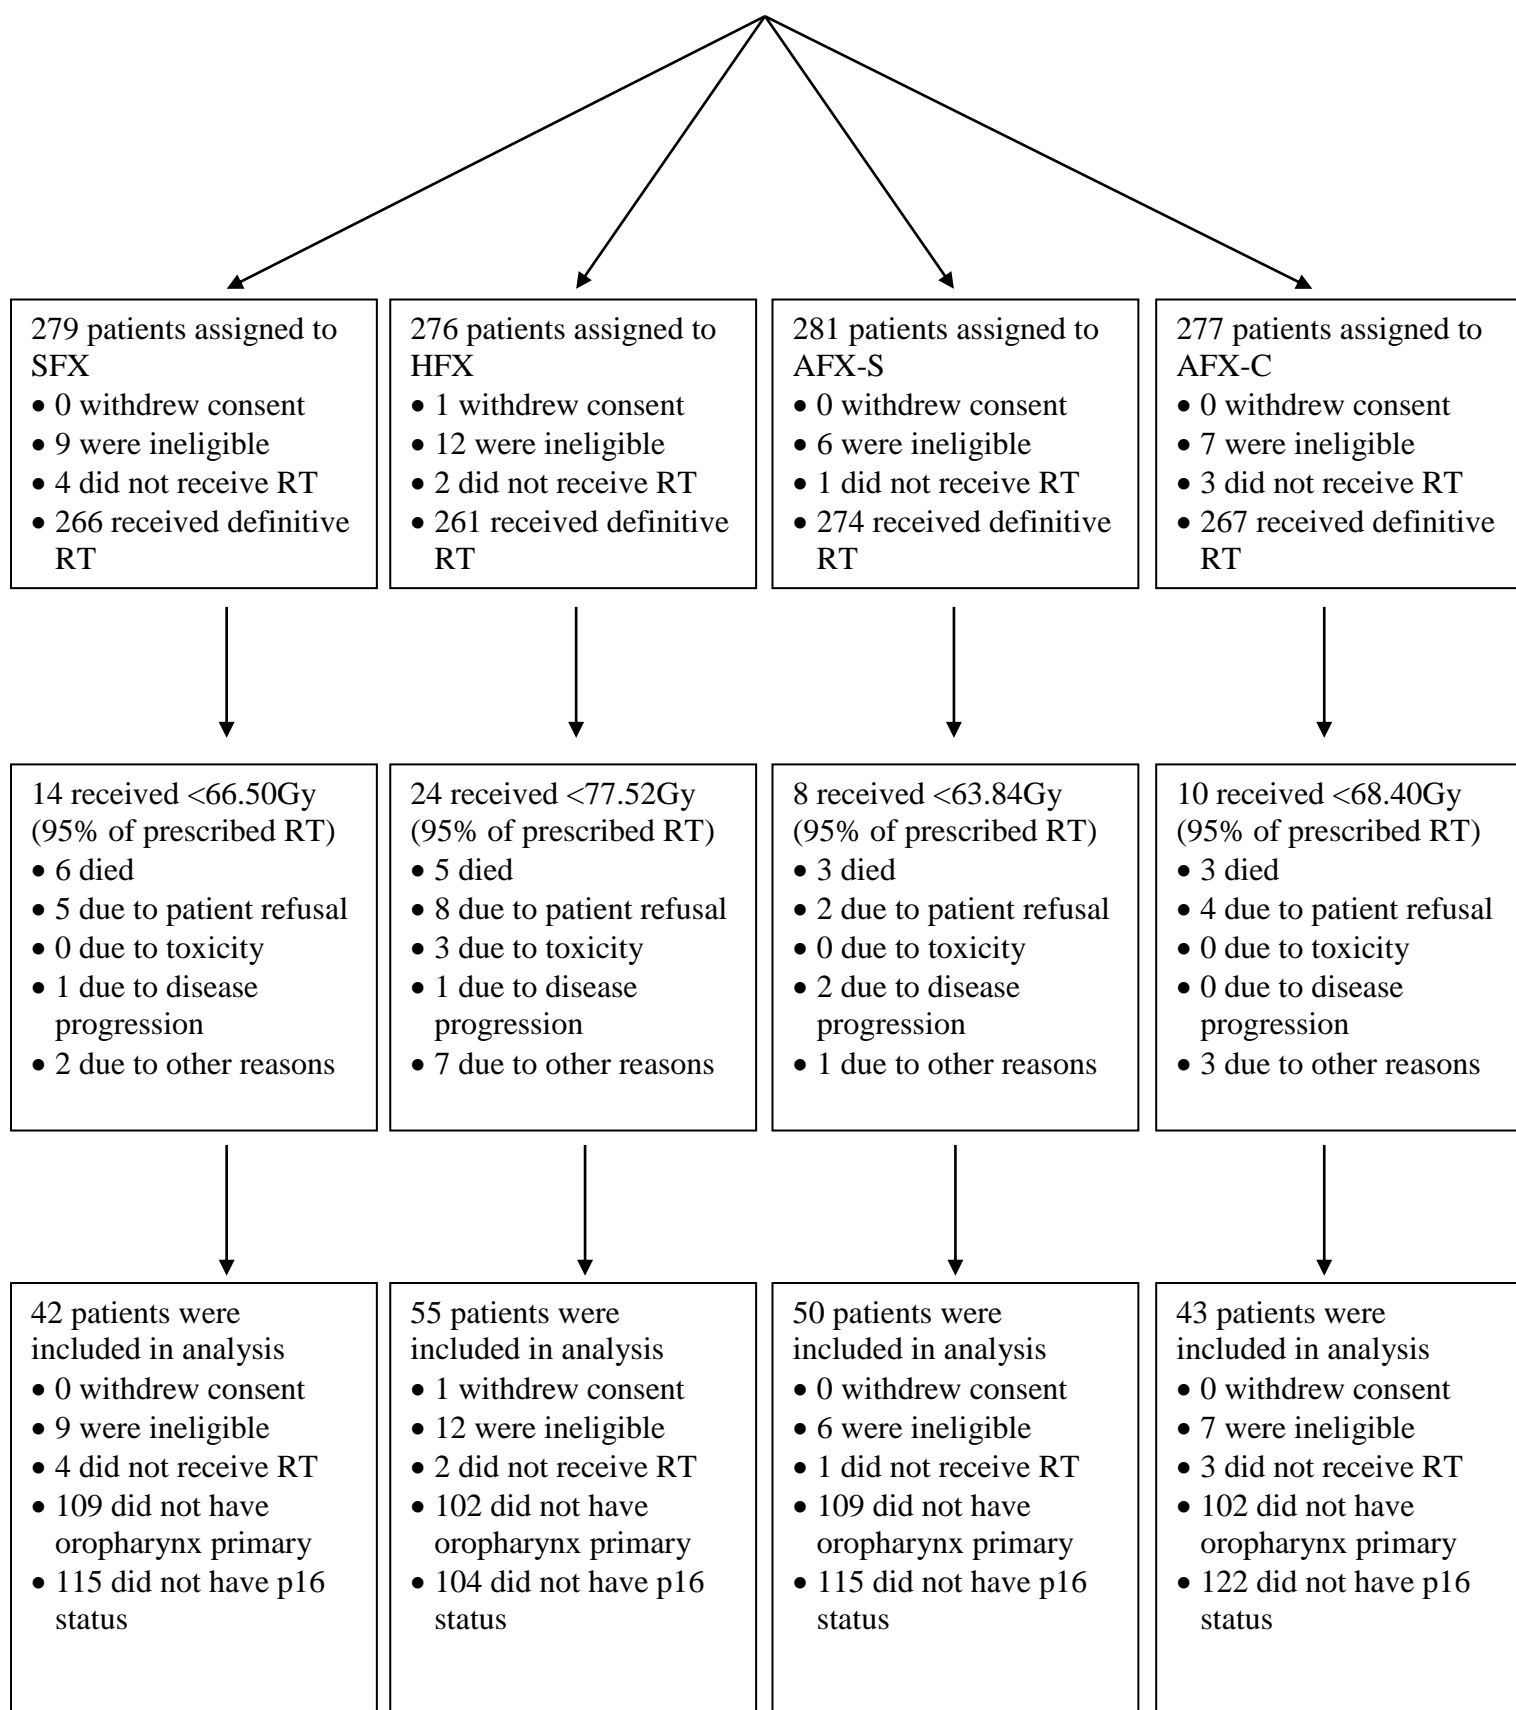 279 patients assigned to
SFX
• 0 withdrew consent
• 9 were ineligible
• 4 did not receive RT
• 266 received definitive
RT
276 patients assigned to
HFX
• 1 withdrew consent
• 12 were ineligible
• 2 did not receive RT
• 261 received definitive
RT
281 patients assigned to
AFX-S
• 0 withdrew consent
• 6 were ineligible
• 1 did not receive RT
• 274 received definitive
RT
277 patients assigned to
AFX-C
• 0 withdrew consent
• 7 were ineligible
• 3 did not receive RT
• 267 received definitive
RT
14 received <66.50Gy
(95% of prescribed RT)
• 6 died
• 5 due to patient refusal
• 0 due to toxicity
• 1 due to disease
progression
• 2 due to other reasons
24 received <77.52Gy
(95% of prescribed RT)
• 5 died
• 8 due to patient refusal
• 3 due to toxicity
• 1 due to disease
progression
• 7 due to other reasons
8 received <63.84Gy
(95% of prescribed RT)
• 3 died
• 2 due to patient refusal
• 0 due to toxicity
• 2 due to disease
progression
• 1 due to other reasons
10 received <68.40Gy
(95% of prescribed RT)
• 3 died
• 4 due to patient refusal
• 0 due to toxicity
• 0 due to disease
progression
• 3 due to other reasons
42 patients were
included in analysis
• 0 withdrew consent
• 9 were ineligible
• 4 did not receive RT
• 109 did not have
oropharynx primary
• 115 did not have p16
status
55 patients were
included in analysis
• 1 withdrew consent
• 12 were ineligible
• 2 did not receive RT
• 102 did not have
oropharynx primary
• 104 did not have p16
status
50 patients were
included in analysis
• 0 withdrew consent
• 6 were ineligible
• 1 did not receive RT
• 109 did not have
oropharynx primary
• 115 did not have p16
status
43 patients were
included in analysis
• 0 withdrew consent
• 7 were ineligible
• 3 did not receive RT
• 102 did not have
oropharynx primary
• 122 did not have p16
status